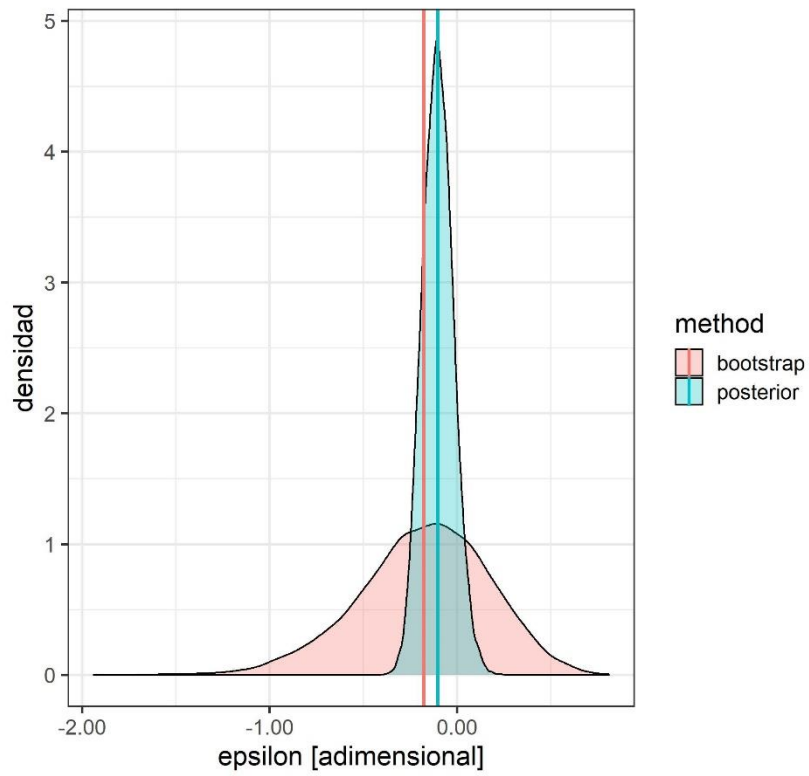 5
4
3
2
1
0
densidad
-2.00
-1.00
0.00
epsilon [adimensional]
method
bootstrap
posterior